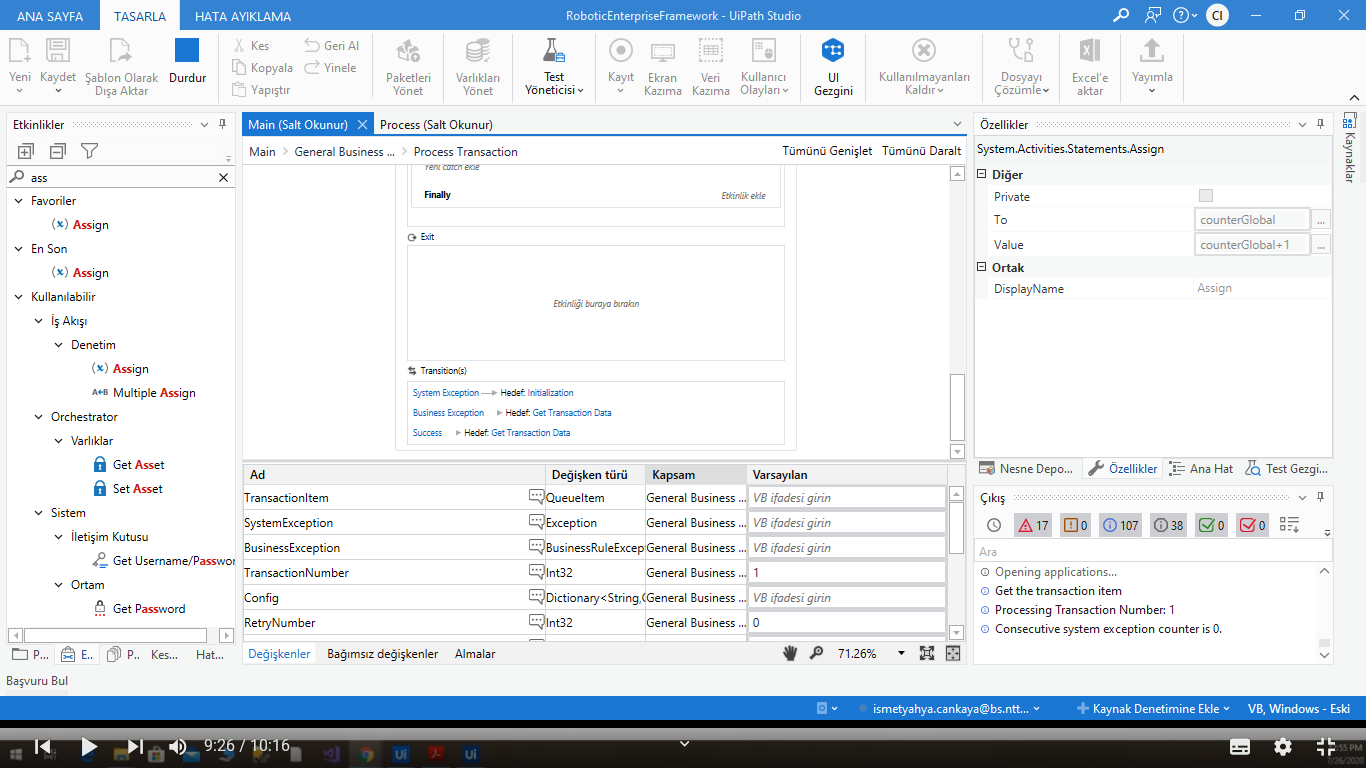 ANA SAYFA
TASARLA
HATA AYIKLAMA
RoboticEnterpriseFramework - UiPath Studio
CI
Yeni
Kaydet
Şablon Olarak
Dışa Aktar
Durdur
Kes
Kopyala
Yapıştır
Geri Al
Yinele
Paketleri
Yönet
Varlıkları
Yönet
Test
Yöneticisi
Kayıt
Ekran
Kazıma
Veri
Kazıma
Kullanıcı
Olayları
UI
Gezgini
Kullanılmayanları
Kaldır
Dosyayı
Çözümle
Excel'e
aktar
Yayımla
Etkinlikler
ass
Favoriler
Assign
En Son
Assign
Kullanılabilir
İş Akışı
Denetim
Assign
Multiple Assign
Orchestrator
Varlıklar
Get Asset
Set Asset
Sistem
İletişim Kutusu
Get Username/Passwor
Ortam
Get Password
P...
E..
P..
Kes...
Hat...
Başvuru Bul
Main (Salt Okunur)
Process (Salt Okunur)
Main > General Business ... > Process Transaction
Tümünü Genişlet
Tümünü Daralt
Yeni catch ekle
Finally
Etkinlik ekle
Exit
Etkinliği buraya bırakın
Transition(s)
System Exception Hedef: Initialization
Business Exception Hedef: Get Transaction Data
Success Hedef: Get Transaction Data
Ad Değişken türü Kapsam Varsayılan
TransactionItem QueueItem General Business ... VB ifadesi girin
SystemException Exception General Business ... VB ifadesi girin
BusinessException BusinessRuleExcep General Business ... VB ifadesi girin
TransactionNumber Int32 General Business ... 1
Config Dictionary<String,O General Business ... VB ifadesi girin
RetryNumber Int32 General Business ... 0
Değişkenler
Bağımsız değişkenler
Almalar
71.26%
Özellikler
System.Activities.Statements.Assign
Diğer
Private
To counterGlobal ...
Value counterGlobal+1 ...
Ortak
DisplayName Assign
Kaynaklar
Nesne Depo...
Özellikler
Ana Hat
Test Gezgi...
Çıkış
17
0
107
38
0
0
Ara
Opening applications...
Get the transaction item
Processing Transaction Number: 1
Consecutive system exception counter is 0.
ismetyahya.cankaya@bs.ntt...
Kaynak Denetimine Ekle
VB, Windows - Eski
9:26 / 10:16
7/26/2020